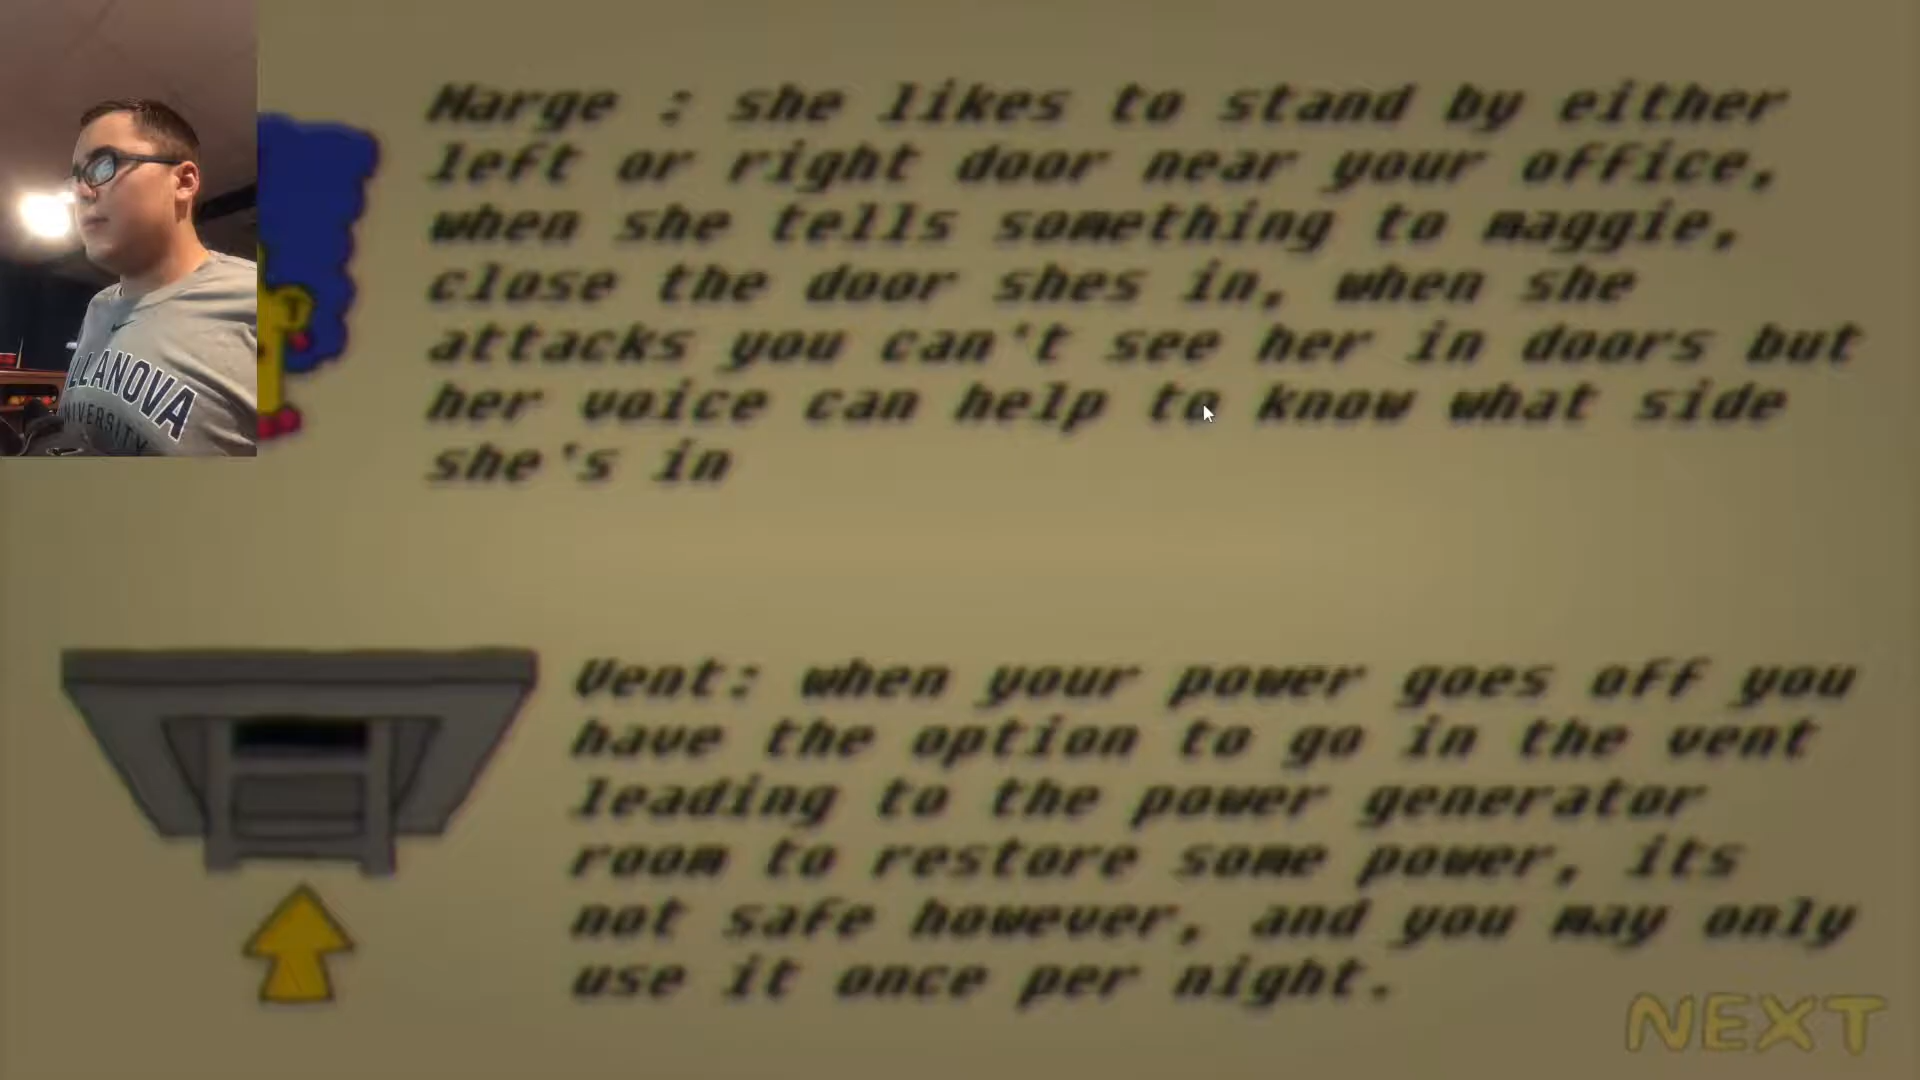 Marge : she likes to stand by either
left or right door near your office,
when she tells something to maggie,
close the door shes in, when she
attacks you can't see her in doors but
her voice can help to know what side
she's in
LLANOVA
NIVERSITY
Vent: when your power goes off you
have the option to go in the vent
leading to the power generator
room to restore some power, its
not safe however, and you may only
use it once per night.
NEXT